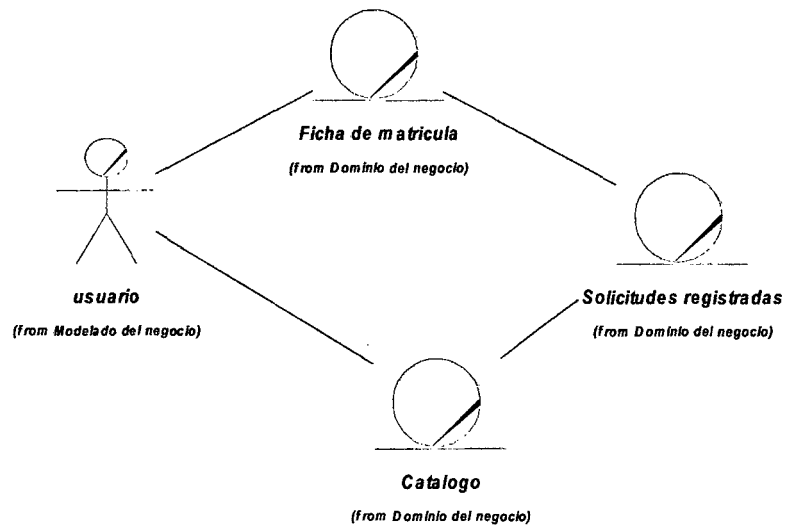 Ficha de matricula
(from Dominio del negocio)
usuario
(from Modelado del negocio)
Solicitudes registradas
(from Dominio del negocio)
Catalogo
(from Dominio del negocio)